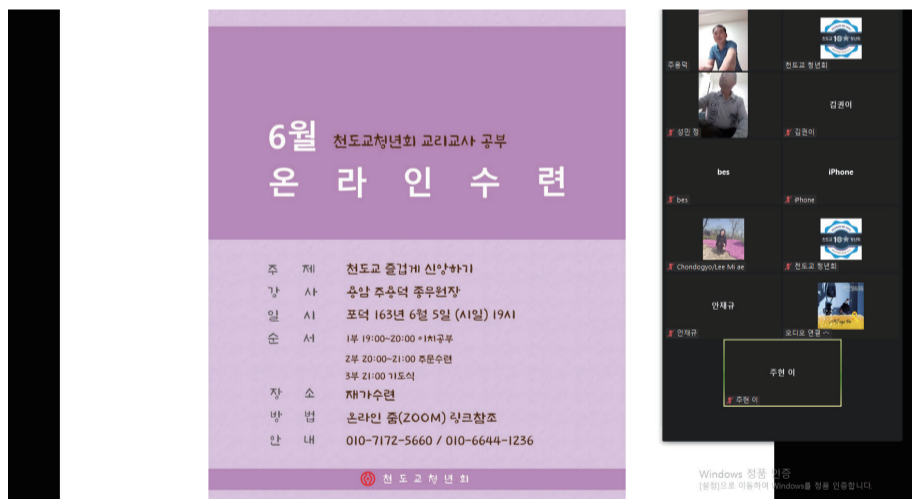 6월 천도교청년회 교리교사 공부
온라인수련
주 제 천도교 즐겁게 신앙하기
강 사 용암 주용덕 종무원장
일 시 포덕 163년 6월 5일 (시일) 19시
순 서 1부 19:00~20:00 이치공부
2부 20:00~21:00 주문수련
3부 21:00 기도식
장 소 재가수련
방 법 온라인 줌(ZOOM) 링크참조
안 내 010-7172-5660 / 010-6644-1236
천도교청년회
주용덕
천도교 청년회
성민 정
김권이
김권이
bes
iPhone
bes
iPhone
Chondogyo/Lee Mi ae
천도교 청년회
안재규
안재규
오디오 연결
주현 이
주현 이
Windows 정품 인증
[설정]으로 이동하여 Windows를 정품 인증합니다.